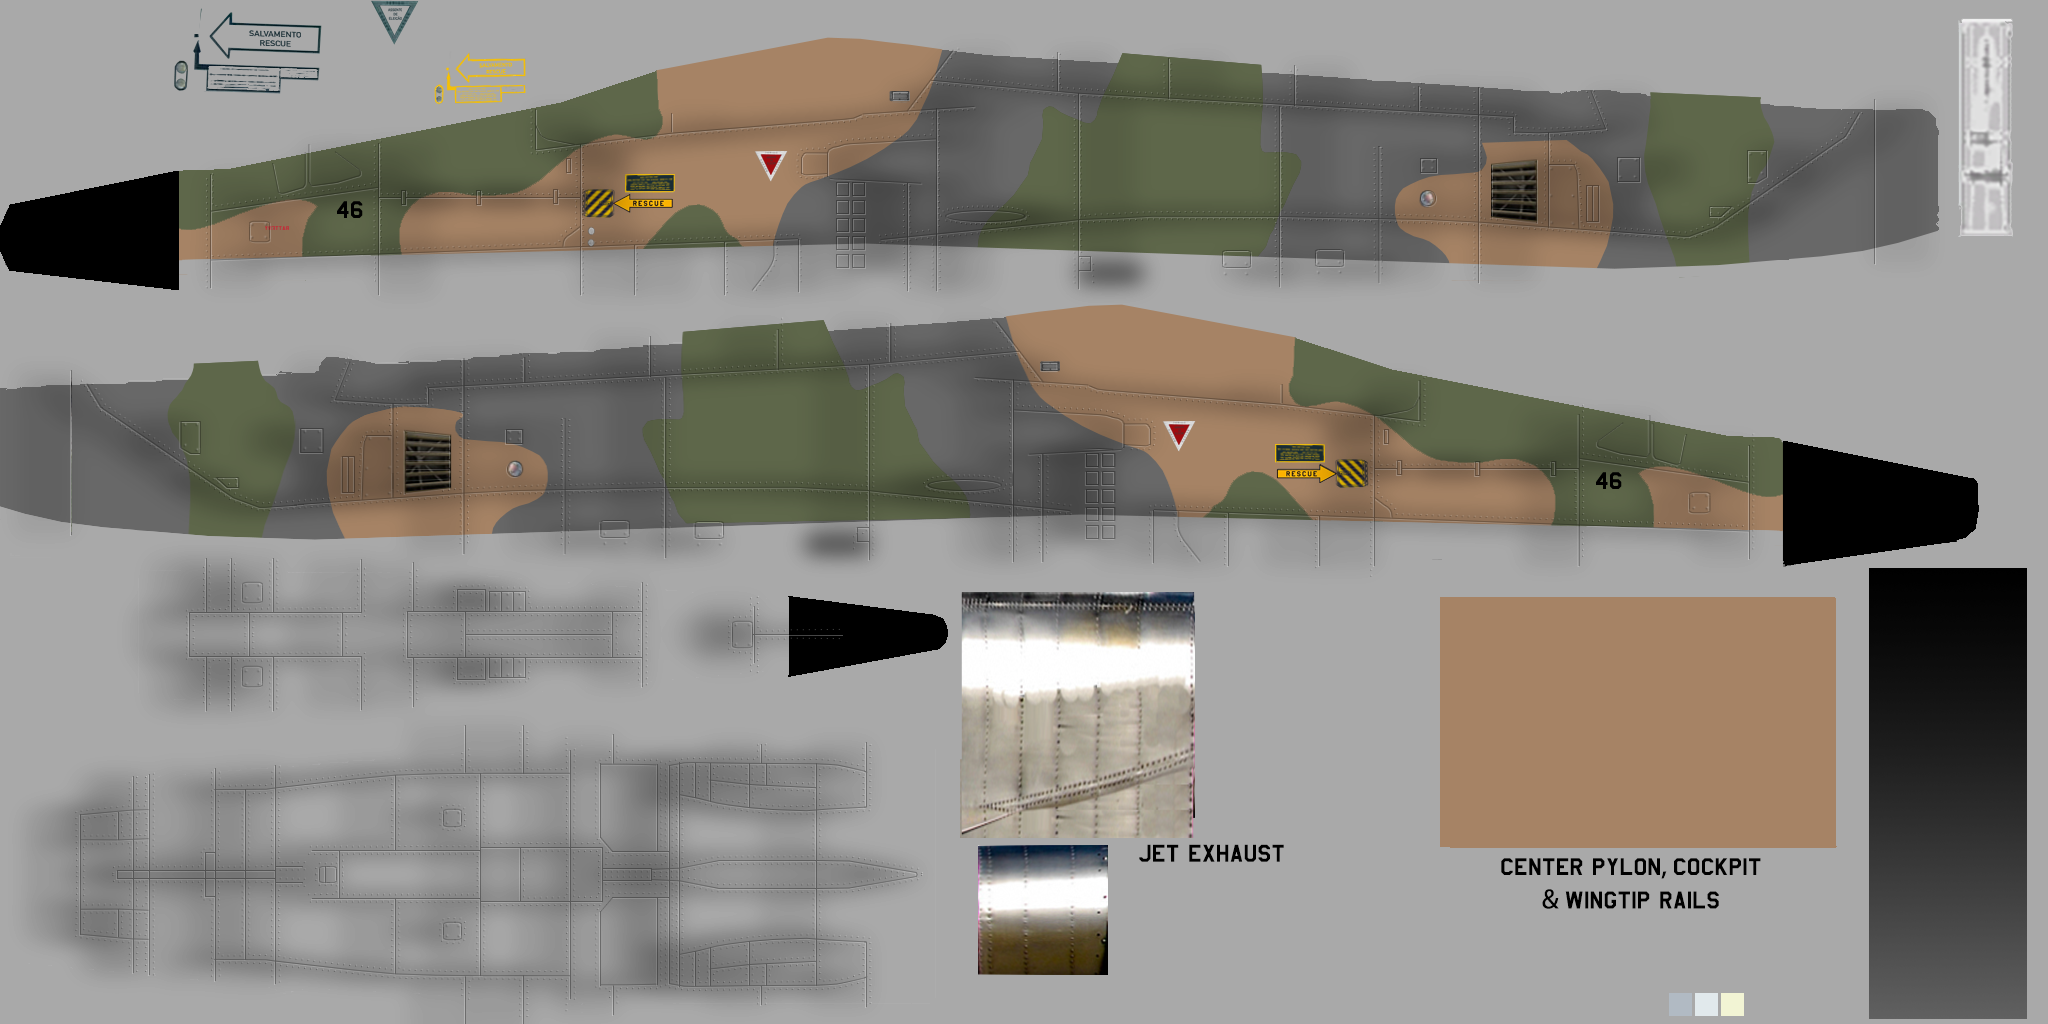 SALVAMENTO
RESCUE
46
RESCUE
RESCUE
46
JET EXHAUST
CENTER PYLON, COCKPIT
& WINGTIP RAILS